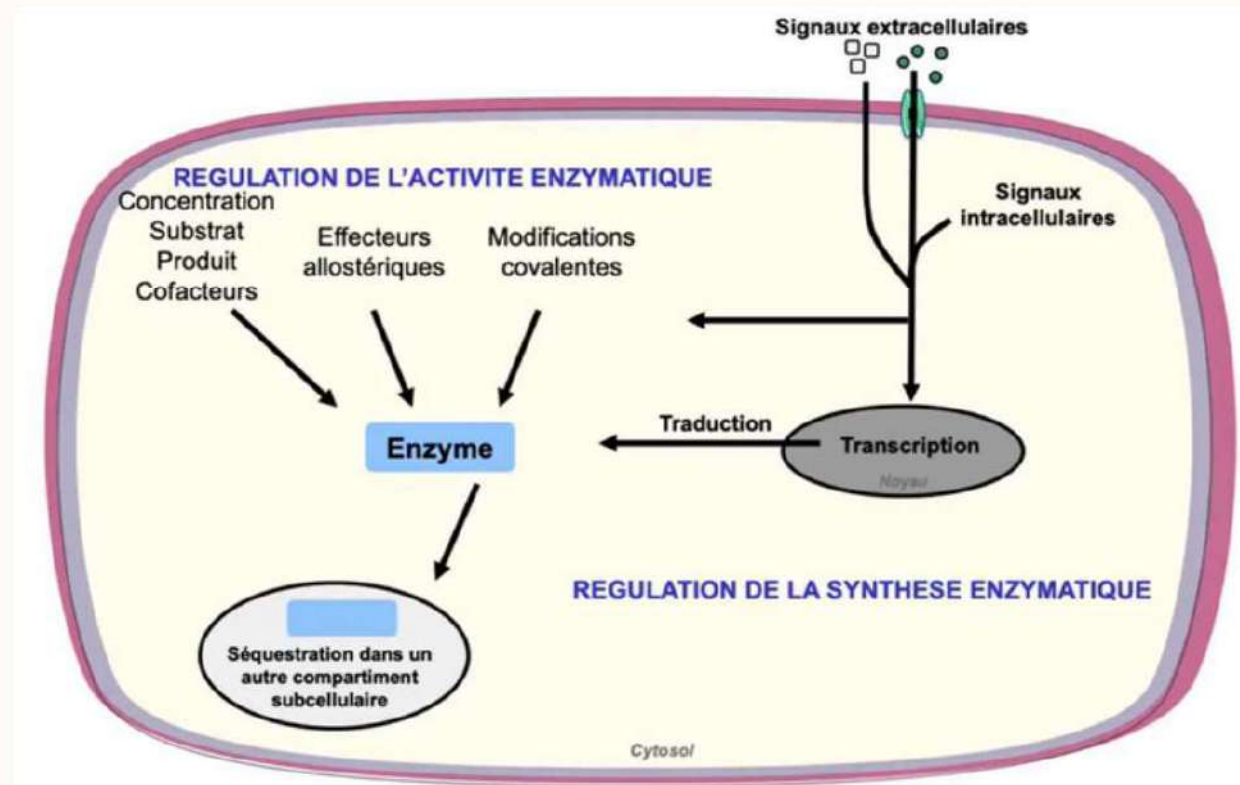 Signaux extracellulaires
REGULATION DE L'ACTIVITE ENZYMATIQUE
Concentration
Substrat
Produit
Cofacteurs
Effecteurs
allostériques
Modifications
covalentes
Signaux
intracellulaires
Enzyme
Traduction
Transcription
Noyau
REGULATION DE LA SYNTHESE ENZYMATIQUE
Séquestration dans un
autre compartiment
subcellulaire
Cytosol